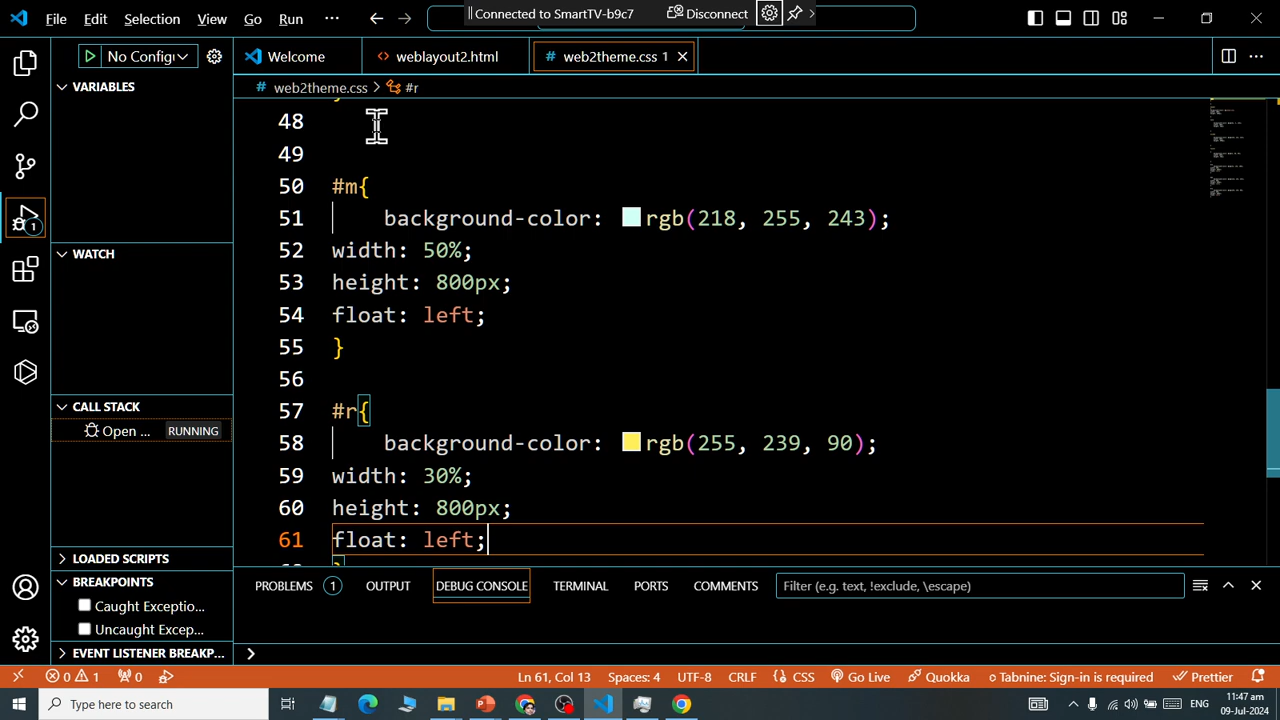 File Edit Selection View Go Run ···
Connected to SmartTV-b9c7 Disconnect
No Configu
Welcome
weblayout2.html
web2theme.css 1
VARIABLES
WATCH
CALL STACK
Open ... RUNNING
LOADED SCRIPTS
BREAKPOINTS
Caught Exceptio...
Uncaught Excep...
EVENT LISTENER BREAKP...
1
web2theme.css > #r
48
49
50 #m{
51 background-color: rgb(218, 255, 243);
52 width: 50%;
53 height: 800px;
54 float: left;
55 }
56
57 #r{
58 background-color: rgb(255, 239, 90);
59 width: 30%;
60 height: 800px;
61 float: left;
PROBLEMS 1 OUTPUT DEBUG CONSOLE TERMINAL PORTS COMMENTS Filter (e.g. text, !exclude, \escape)
0 1 0 Ln 61, Col 13 Spaces: 4 UTF-8 CRLF CSS Go Live Quokka Tabnine: Sign-in is required Prettier
Type here to search
ENG
11:47 am
09-Jul-2024